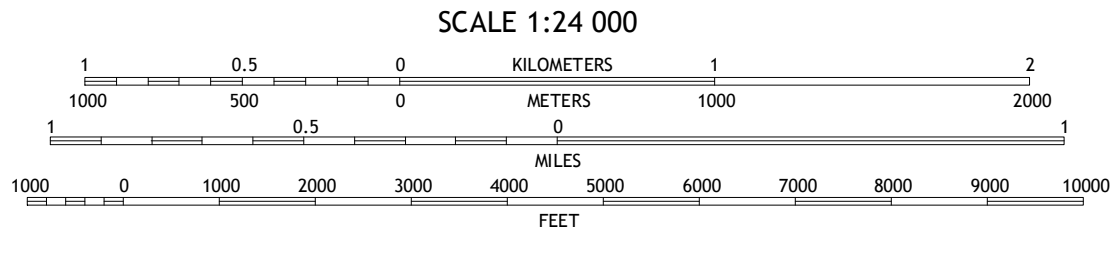 SCALE 1:24 000
1 0.5 0 KILOMETERS 1 2
1000 500 0 METERS 1000 2000
1 0.5 0 1
MILES
1000 0 1000 2000 3000 4000 5000 6000 7000 8000 9000 10000
FEET